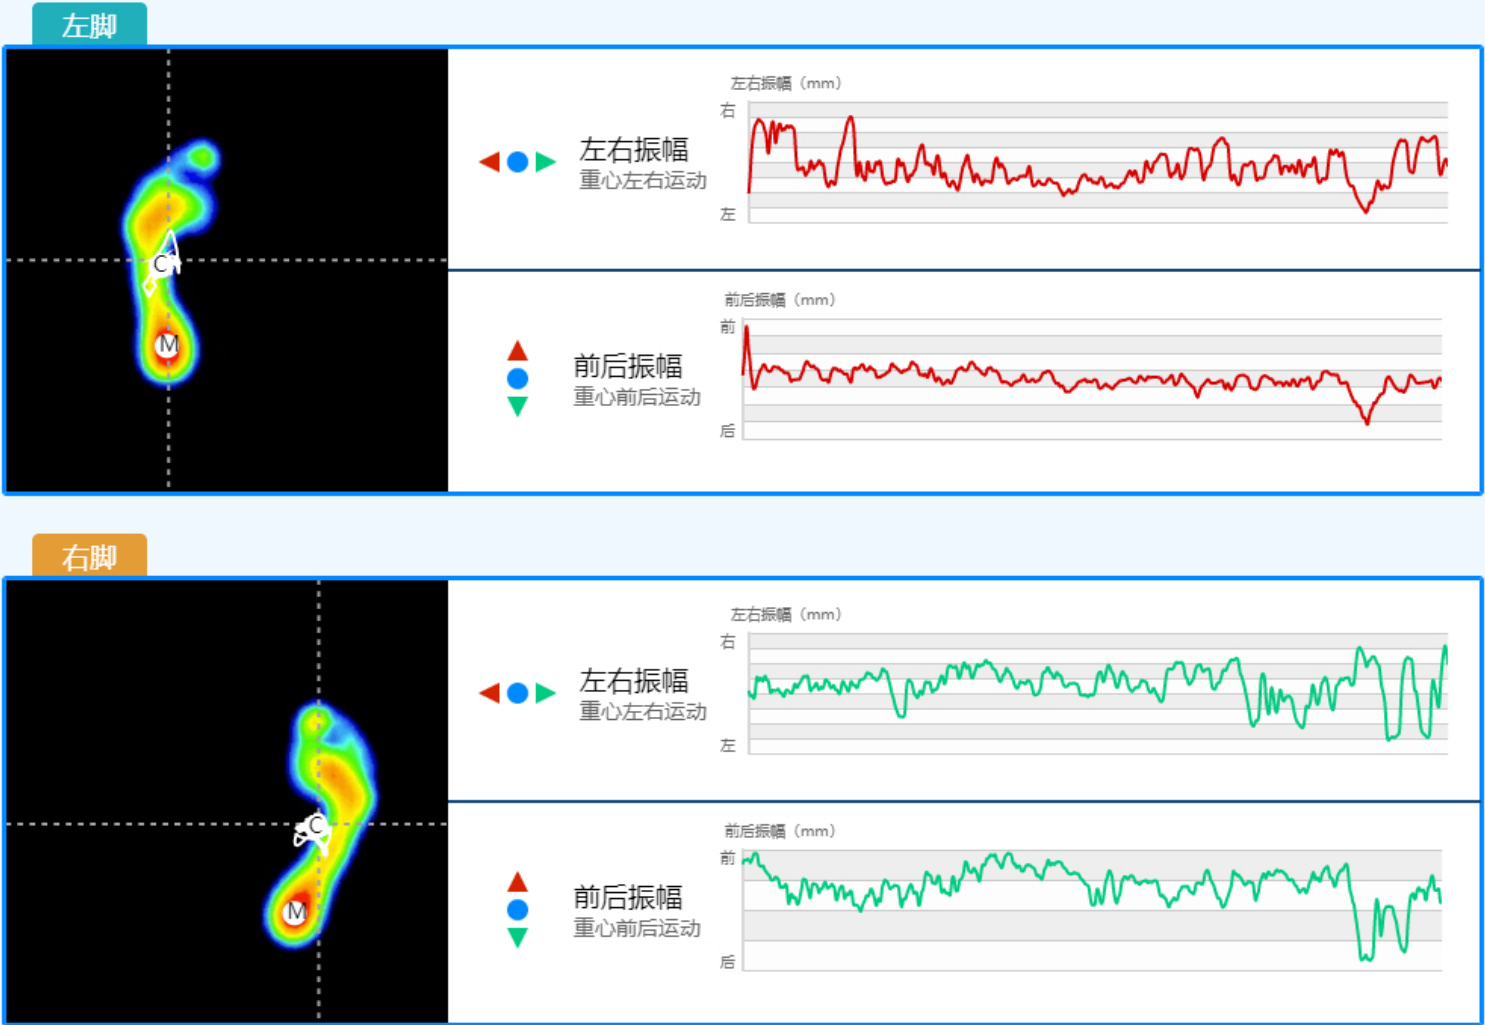 左脚
左右振幅（mm）
右
左右振幅
重心左右运动
左
C
M
前后振幅（mm）
前
前后振幅
重心前后运动
后
右脚
左右振幅（mm）
右
左右振幅
重心左右运动
左
C
M
前后振幅（mm）
前
前后振幅
重心前后运动
后